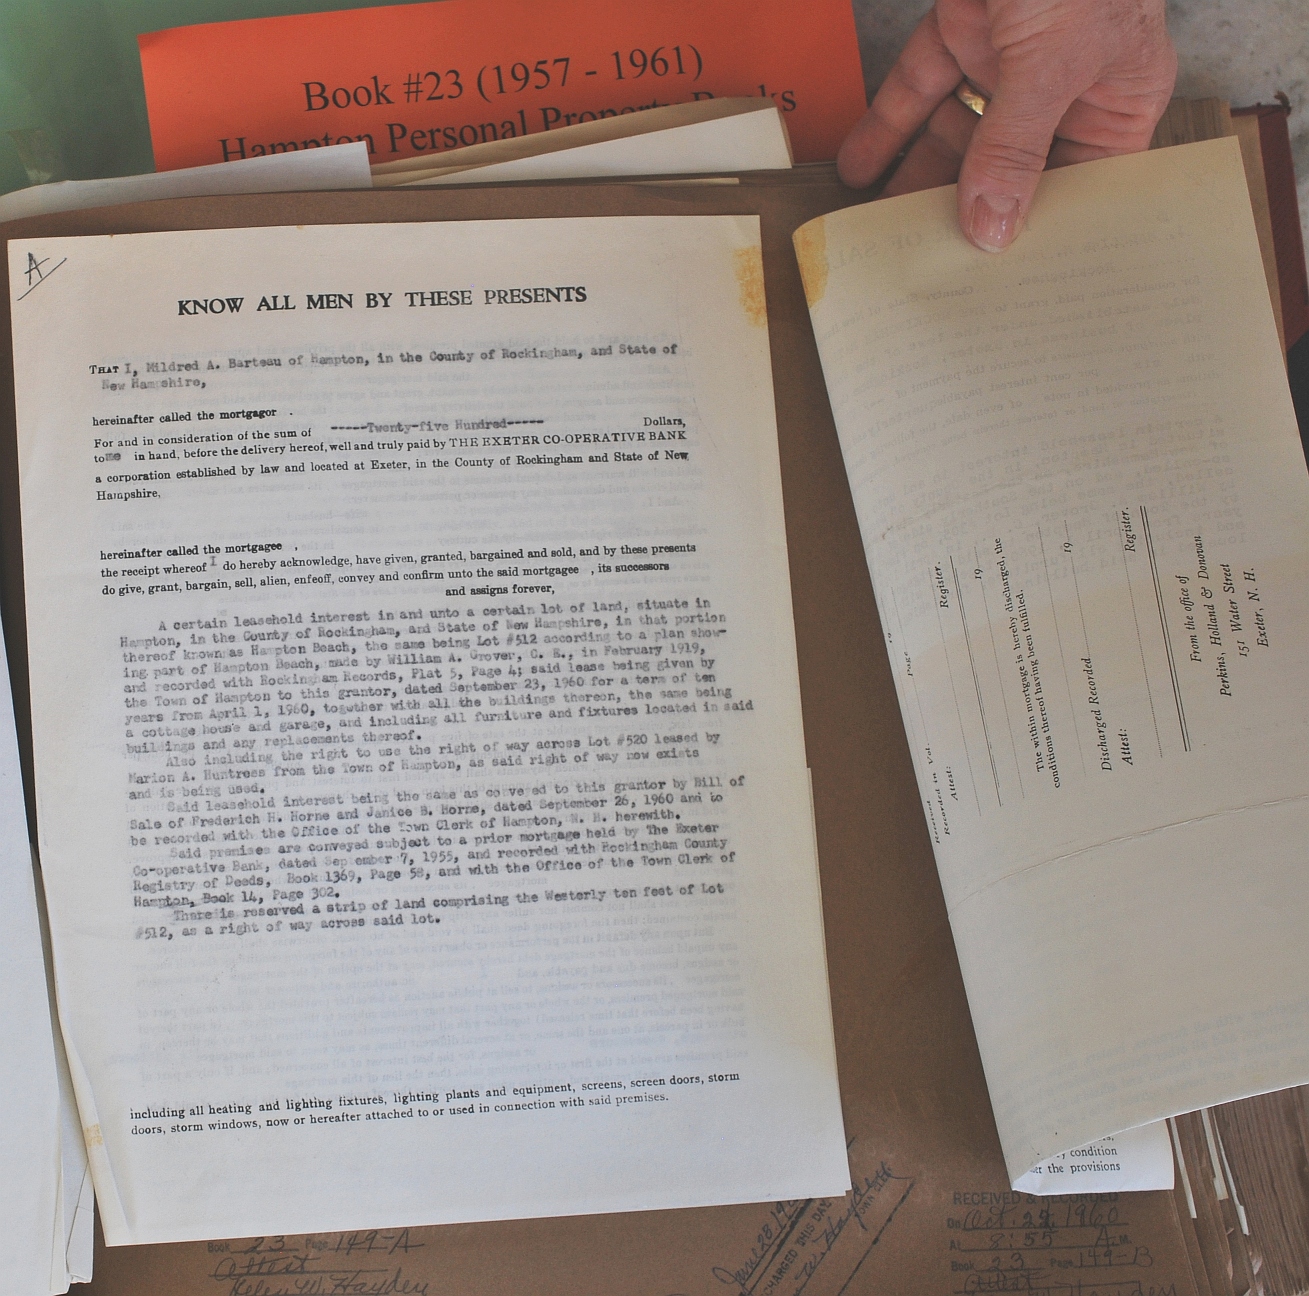 Book #23 (1957 - 1961)
Hampton Personal Property Books
A
KNOW ALL MEN BY THESE PRESENTS
THAT I, Mildred A. Barteau of Hampton, in the County of Rockingham, and State of
New Hampshire,
hereinafter called the mortgagor .
For and in consideration of the sum of -----Twenty-five Hundred----- Dollars,
to me in hand, before the delivery hereof, well and truly paid by THE EXETER CO-OPERATIVE BANK
a corporation established by law and located at Exeter, in the County of Rockingham and State of New
Hampshire,
hereinafter called the mortgagee ,
the receipt whereof I do hereby acknowledge, have given, granted, bargained and sold, and by these presents
do give, grant, bargain, sell, alien, enfeoff, convey and confirm unto the said mortgagee , its successors
and assigns forever,
A certain leasehold interest in and unto a certain lot of land, situate in
Hampton, in the County of Rockingham, and State of New Hampshire, in that portion
thereof known as Hampton Beach, the same being Lot #512 according to a plan show-
ing part of Hampton Beach, made by William A. Grover, C. E., in February 1919,
and recorded with Rockingham Records, Plat 5, Page 4; said lease being given by
the Town of Hampton to this grantor, dated September 23, 1960 for a term of ten
years from April 1, 1960, together with all the buildings thereon, the same being
a cottage house and garage, and including all furniture and fixtures located in said
buildings and any replacements thereof.
Also including the right to use the right of way across Lot #520 leased by
Marion A. Huntress from the Town of Hampton, as said right of way now exists
and is being used.
Said leasehold interest being the same as conveyed to this grantor by Bill of
Sale of Frederich H. Horne and Janice B. Horne, dated September 26, 1960 and to
be recorded with the Office of the Town Clerk of Hampton, N. H. herewith.
Said premises are conveyed subject to a prior mortgage held by The Exeter
Co-operative Bank, dated September 7, 1955, and recorded with Rockingham County
Registry of Deeds, Book 1369, Page 58, and with the Office of the Town Clerk of
Hampton, Book 14, Page 302.
There is reserved a strip of land comprising the Westerly ten feet of Lot
#512, as a right of way across said lot.
including all heating and lighting fixtures, lighting plants and equipment, screens, screen doors, storm
doors, storm windows, now or hereafter attached to or used in connection with said premises.
Book 23 Page 149-A
Attest
Helen W. Hayden
June 28, 19
CHARGED THIS DAY
W. Hayden
Received 19
Recorded in Vol. Page
Attest: Register.
19
The within mortgage is hereby discharged, the
conditions thereof having been fulfilled.
19
Discharged Recorded
Attest: Register.
From the office of
Perkins, Holland & Donovan
151 Water Street
Exeter, N. H.
condition
the provisions
RECEIVED & RECORDED
On Oct. 22, 1960
At 8:55 A.M.
Book 23 Page 149-B
Attest
Hayden